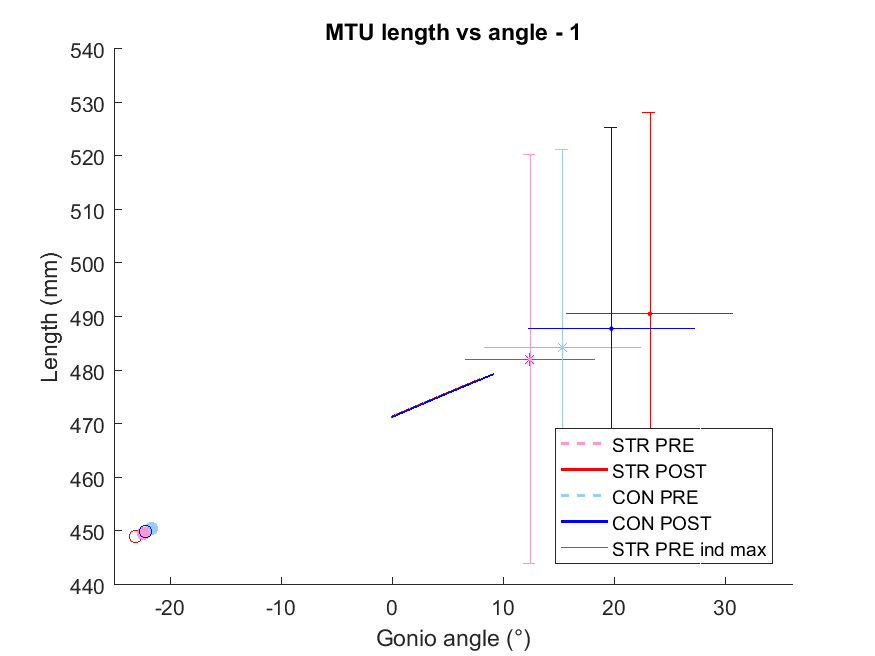 MTU length vs angle - 1
540
530
520
510
500
490
480
470
460
450
440
Length (mm)
-20
-10
0
10
20
30
Gonio angle (°)
STR PRE
STR POST
CON PRE
CON POST
STR PRE ind max